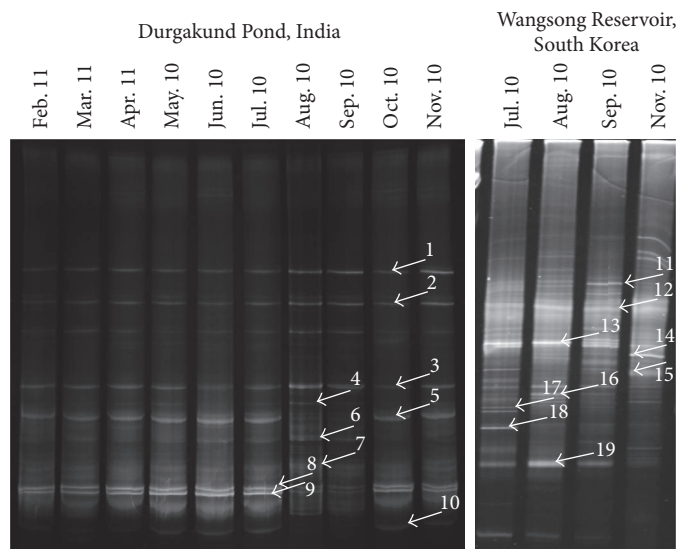 Durgakund Pond, India
Wangsong Reservoir,
South Korea
Feb. 11
Mar. 11
Apr. 11
May. 10
Jun. 10
Jul. 10
Aug. 10
Sep. 10
Oct. 10
Nov. 10
Jul. 10
Aug. 10
Sep. 10
Nov. 10
1
2
3
4
5
6
7
8
9
10
11
12
13
14
15
16
17
18
19